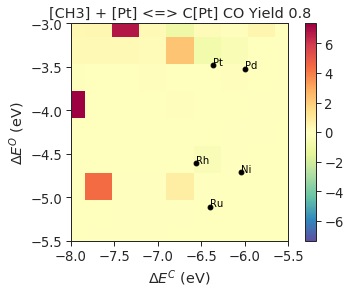 [CH3] + [Pt] <=> C[Pt] CO Yield 0.8
−3.0
−3.5
−4.0
−4.5
−5.0
−5.5
ΔE^O (eV)
Pt
Pd
Rh
Ni
Ru
−8.0 −7.5 −7.0 −6.5 −6.0 −5.5
ΔE^C (eV)
6
4
2
0
−2
−4
−6